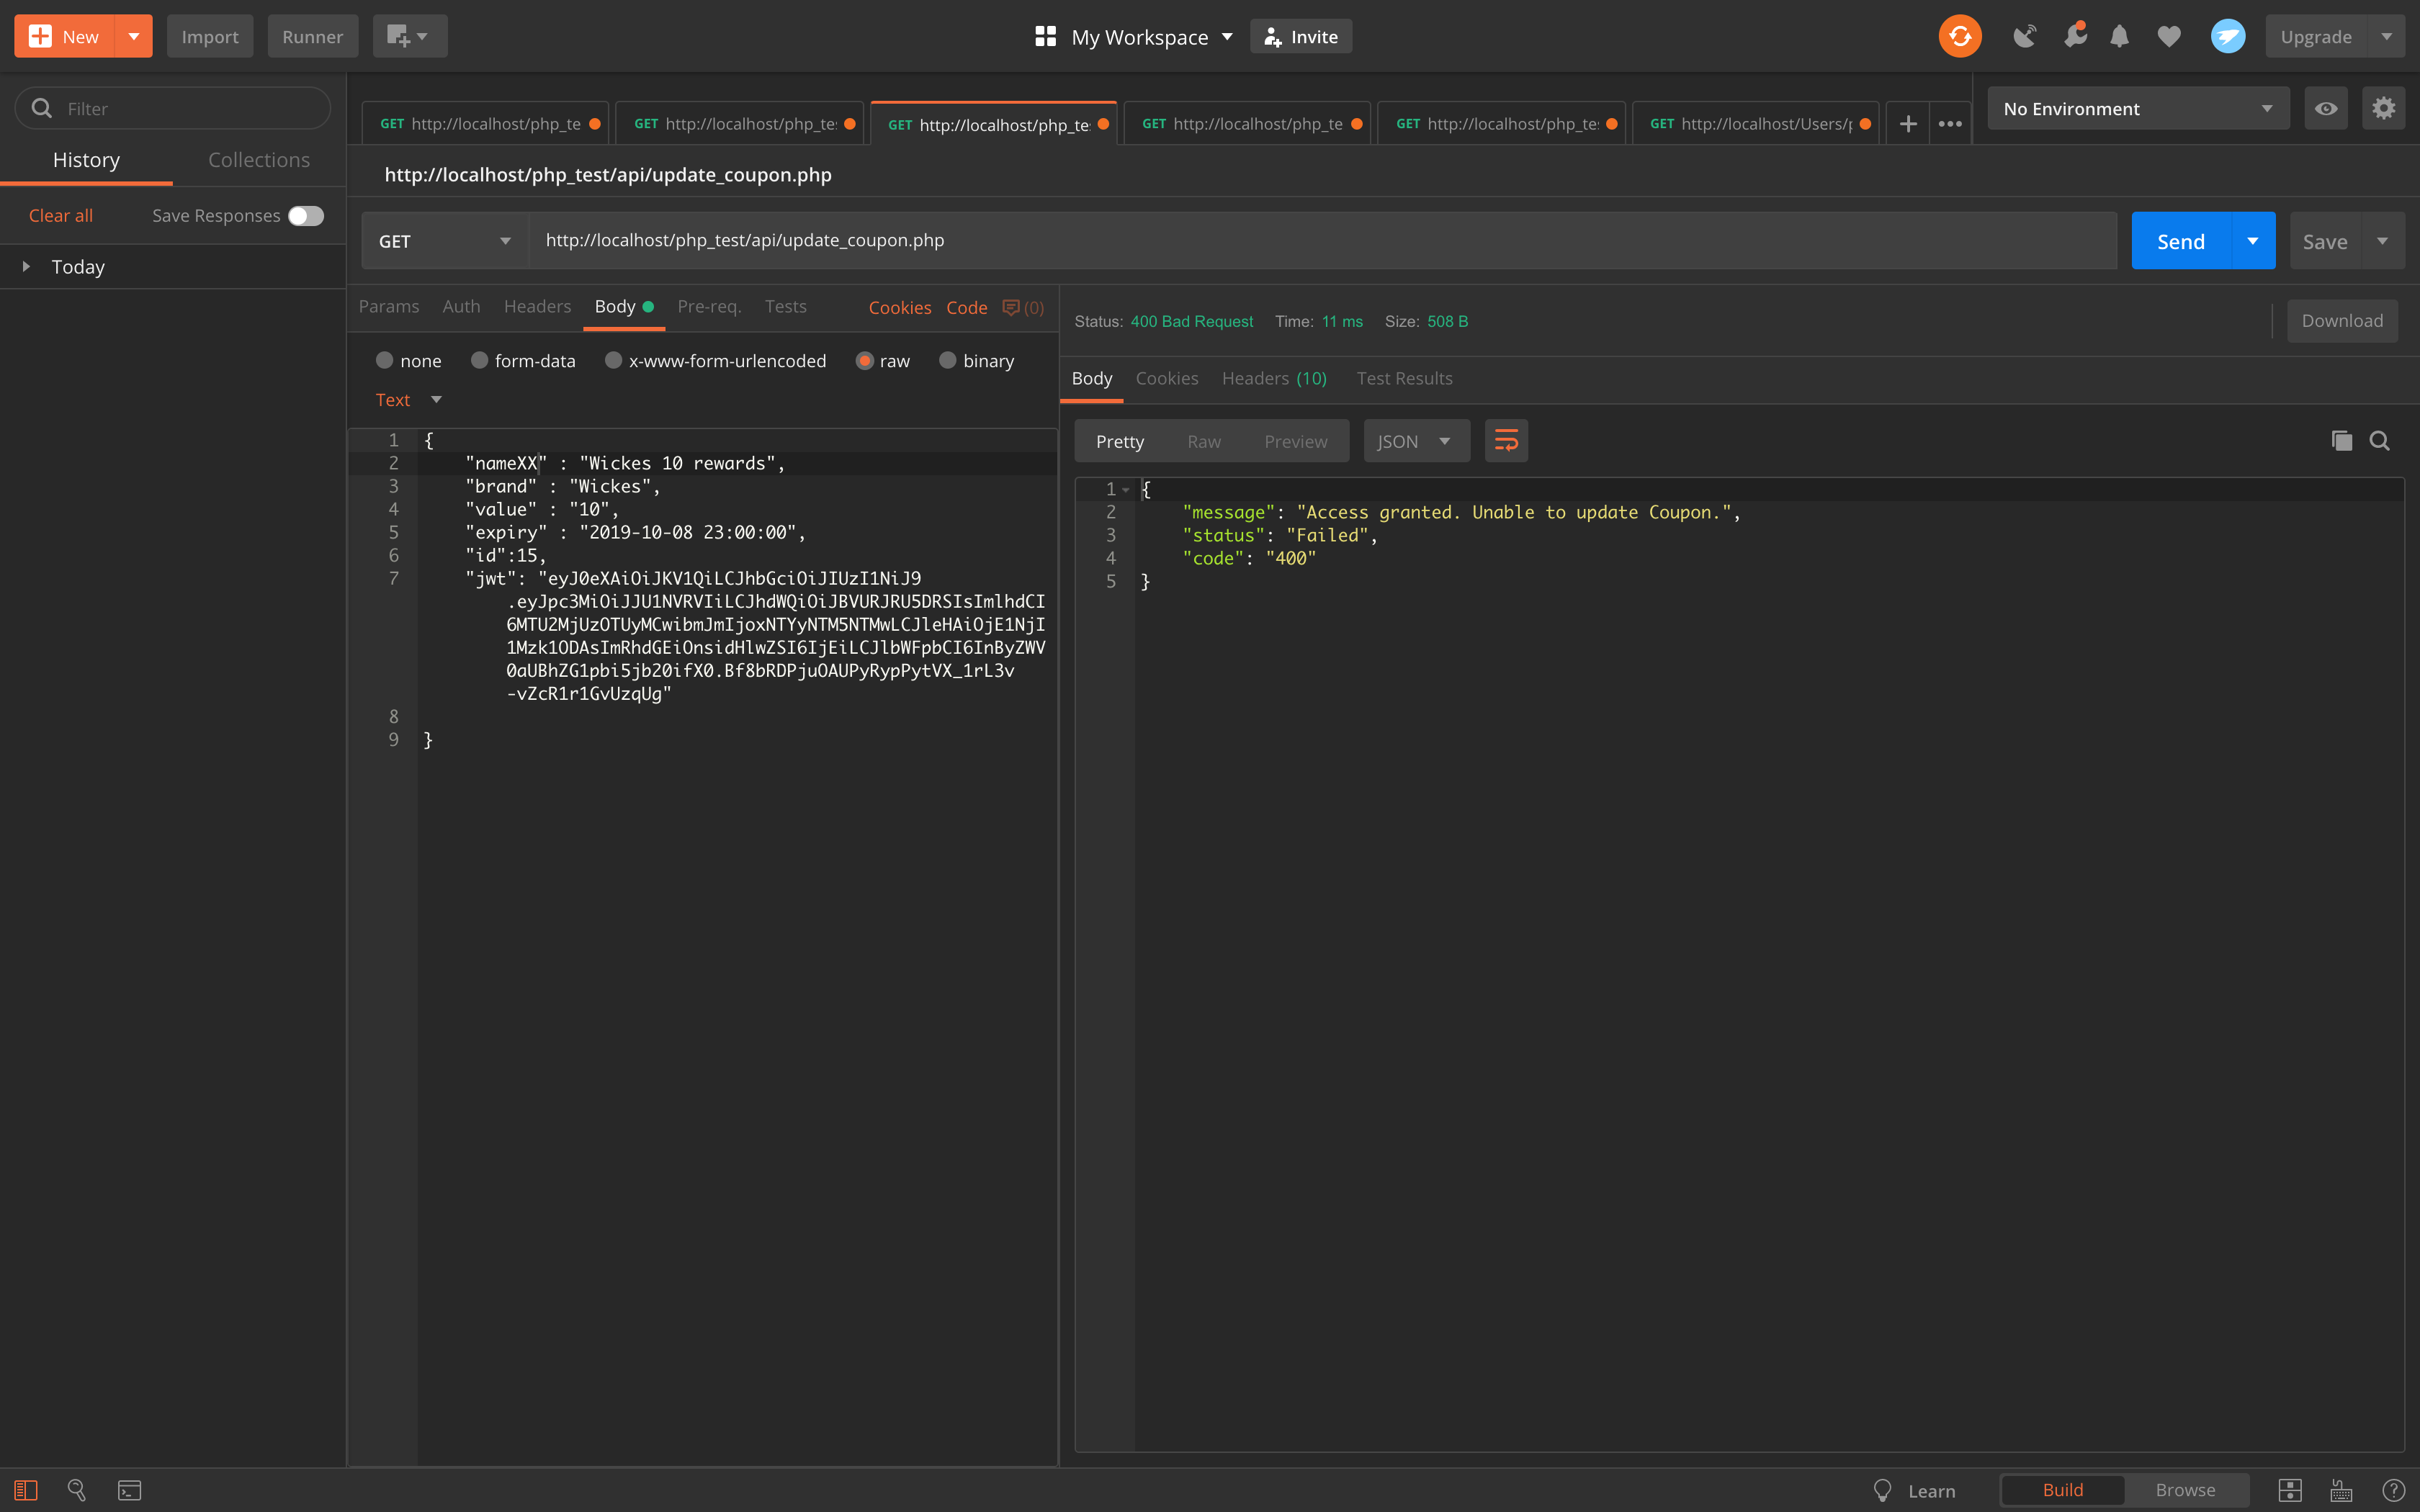 New
Import
Runner
My Workspace
Invite
Upgrade
Filter
History
Collections
Clear all
Save Responses
Today
GET http://localhost/php_te
GET http://localhost/php_te
GET http://localhost/php_te
GET http://localhost/php_te
GET http://localhost/php_te
GET http://localhost/Users/p
No Environment
http://localhost/php_test/api/update_coupon.php
GET
http://localhost/php_test/api/update_coupon.php
Send
Save
Params Auth Headers Body Pre-req. Tests Cookies Code (0)
none form-data x-www-form-urlencoded raw binary
Text
1 {
2 "nameXX" : "Wickes 10 rewards",
3 "brand" : "Wickes",
4 "value" : "10",
5 "expiry" : "2019-10-08 23:00:00",
6 "id":15,
7 "jwt": "eyJ0eXAiOiJKV1QiLCJhbGciOiJIUzI1NiJ9
.eyJpc3MiOiJJU1NVRVIiLCJhdWQiOiJBVURJRU5DRSIsImlhdCI
6MTU2MjUzOTUyMCwibmJmIjoxNTYyNTM5NTMwLCJleHAiOjE1NjI
1Mzk1ODAsImRhdGEiOnsidHlwZSI6IjEiLCJlbWFpbCI6InByZWV
0aUBhZG1pbi5jb20ifX0.Bf8bRDPjuOAUPyRypPytVX_1rL3v
-vZcR1r1GvUzqUg"
8
9 }
Status: 400 Bad Request Time: 11 ms Size: 508 B
Download
Body Cookies Headers (10) Test Results
Pretty Raw Preview JSON
1 {
2 "message": "Access granted. Unable to update Coupon.",
3 "status": "Failed",
4 "code": "400"
5 }
Learn
Build
Browse